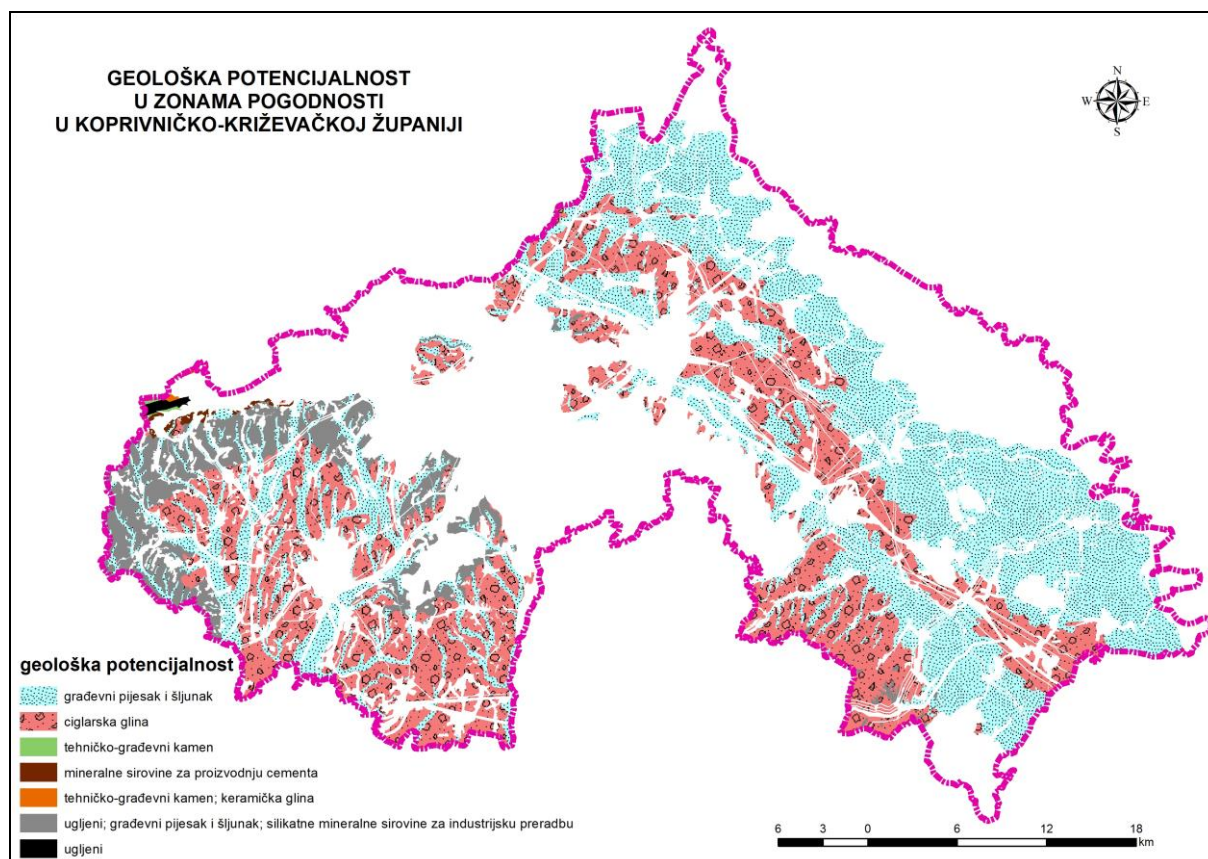 GEOLOŠKA POTENCIJALNOST
U ZONAMA POGODNOSTI
U KOPRIVNIČKO-KRIŽEVAČKOJ ŽUPANIJI
N
W E
S
geološka potencijalnost
građevni pijesak i šljunak
ciglarska glina
tehničko-građevni kamen
mineralne sirovine za proizvodnju cementa
tehničko-građevni kamen; keramička glina
ugljeni; građevni pijesak i šljunak; silikatne mineralne sirovine za industrijsku preradbu
ugljeni
6 3 0 6 12 18
km